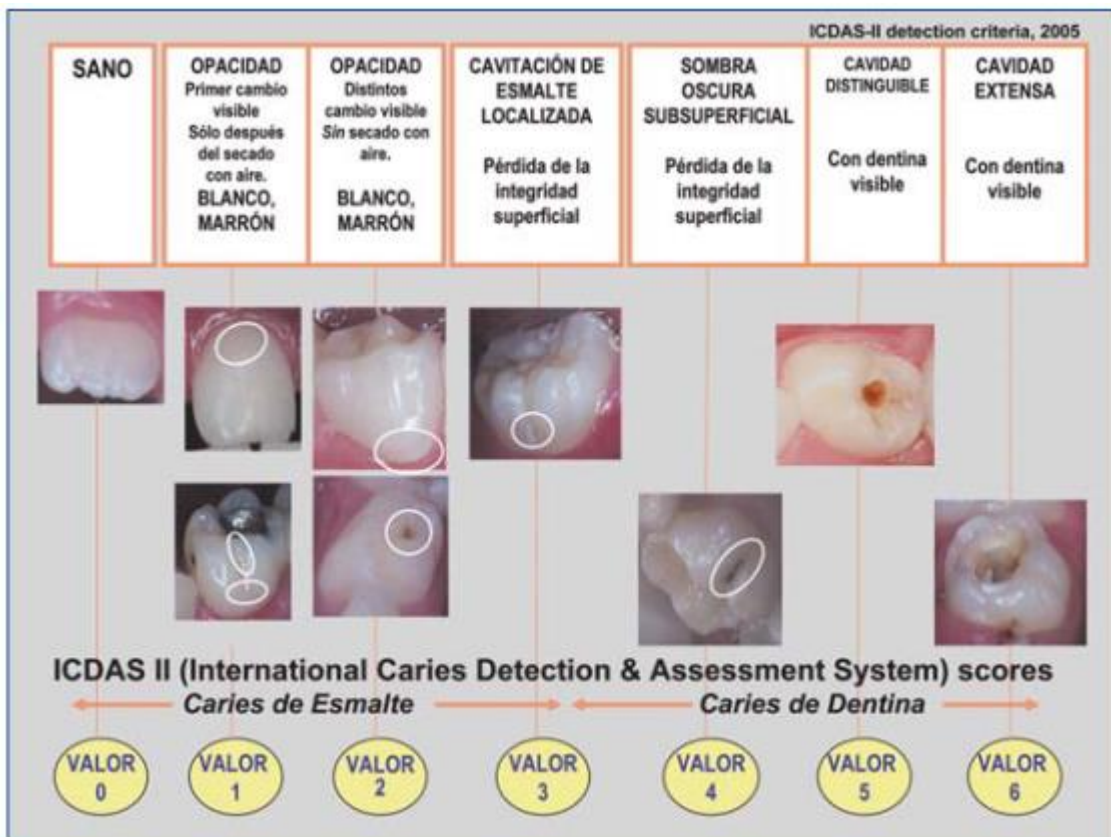 ICDAS-II detection criteria, 2005
SANO
OPACIDAD
Primer cambio
visible
Sólo después
del secado
con aire.
BLANCO,
MARRÓN
OPACIDAD
Distintos
cambio visible
Sin secado con
aire.
BLANCO,
MARRÓN
CAVITACIÓN DE
ESMALTE
LOCALIZADA
Pérdida de la
integridad
superficial
SOMBRA
OSCURA
SUBSUPERFICIAL
Pérdida de la
integridad
superficial
CAVIDAD
DISTINGUIBLE
Con dentina
visible
CAVIDAD
EXTENSA
Con dentina
visible
ICDAS II (International Caries Detection & Assessment System) scores
Caries de Esmalte
Caries de Dentina
VALOR
0
VALOR
1
VALOR
2
VALOR
3
VALOR
4
VALOR
5
VALOR
6